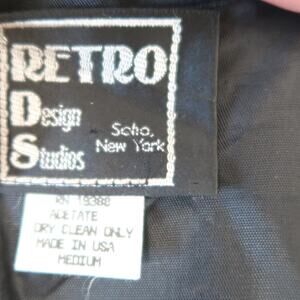 RETRO
Design
Studios
Soho,
New York
RN 19388
ACETATE
DRY CLEAN ONLY
MADE IN USA
MEDIUM